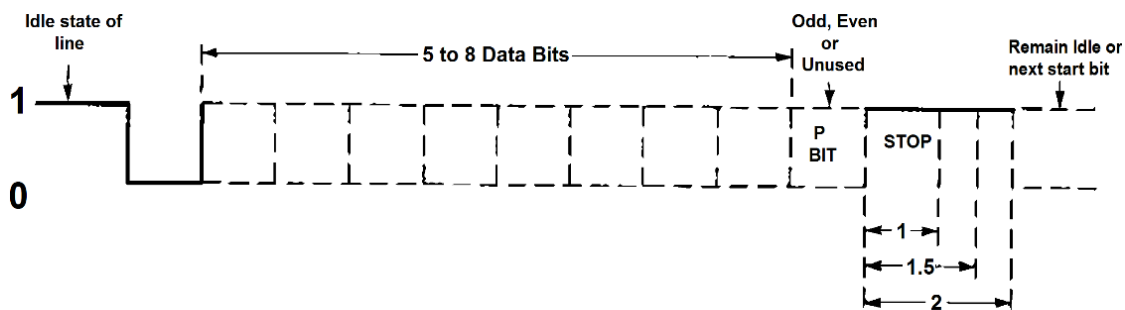 Idle state of
line
5 to 8 Data Bits
Odd, Even
or
Unused
Remain Idle or
next start bit
1
0
P
BIT
STOP
1
1.5
2